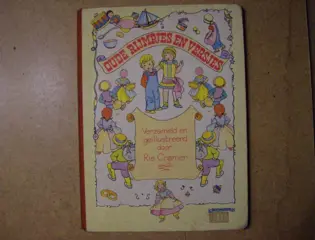 OUDE RIJMPJES EN VERSJES
Verzameld en
geïllustreerd
door
Rie Cramer